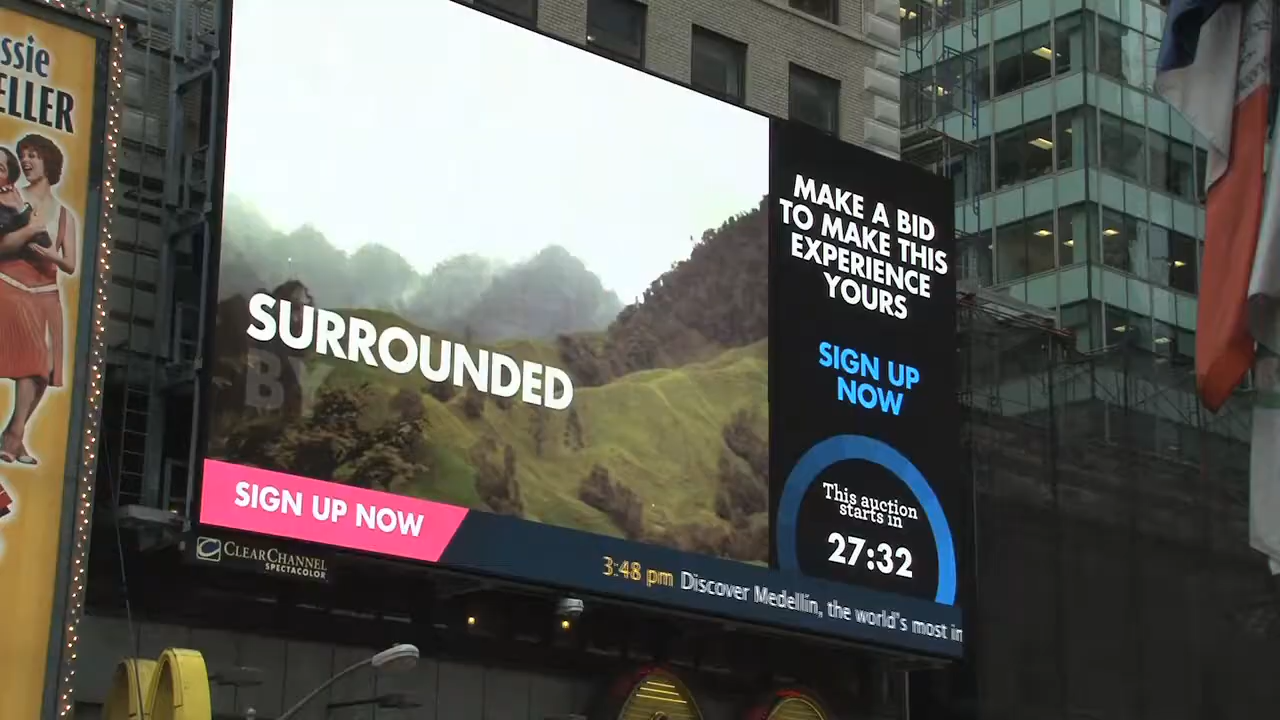 ssie
ELLER
SURROUNDED
BY
SIGN UP NOW
MAKE A BID
TO MAKE THIS
EXPERIENCE
YOURS
SIGN UP
NOW
This auction
starts in
27:32
CLEARCHANNEL
SPECTACOLOR
3:48 pm Discover Medellín, the world's most in